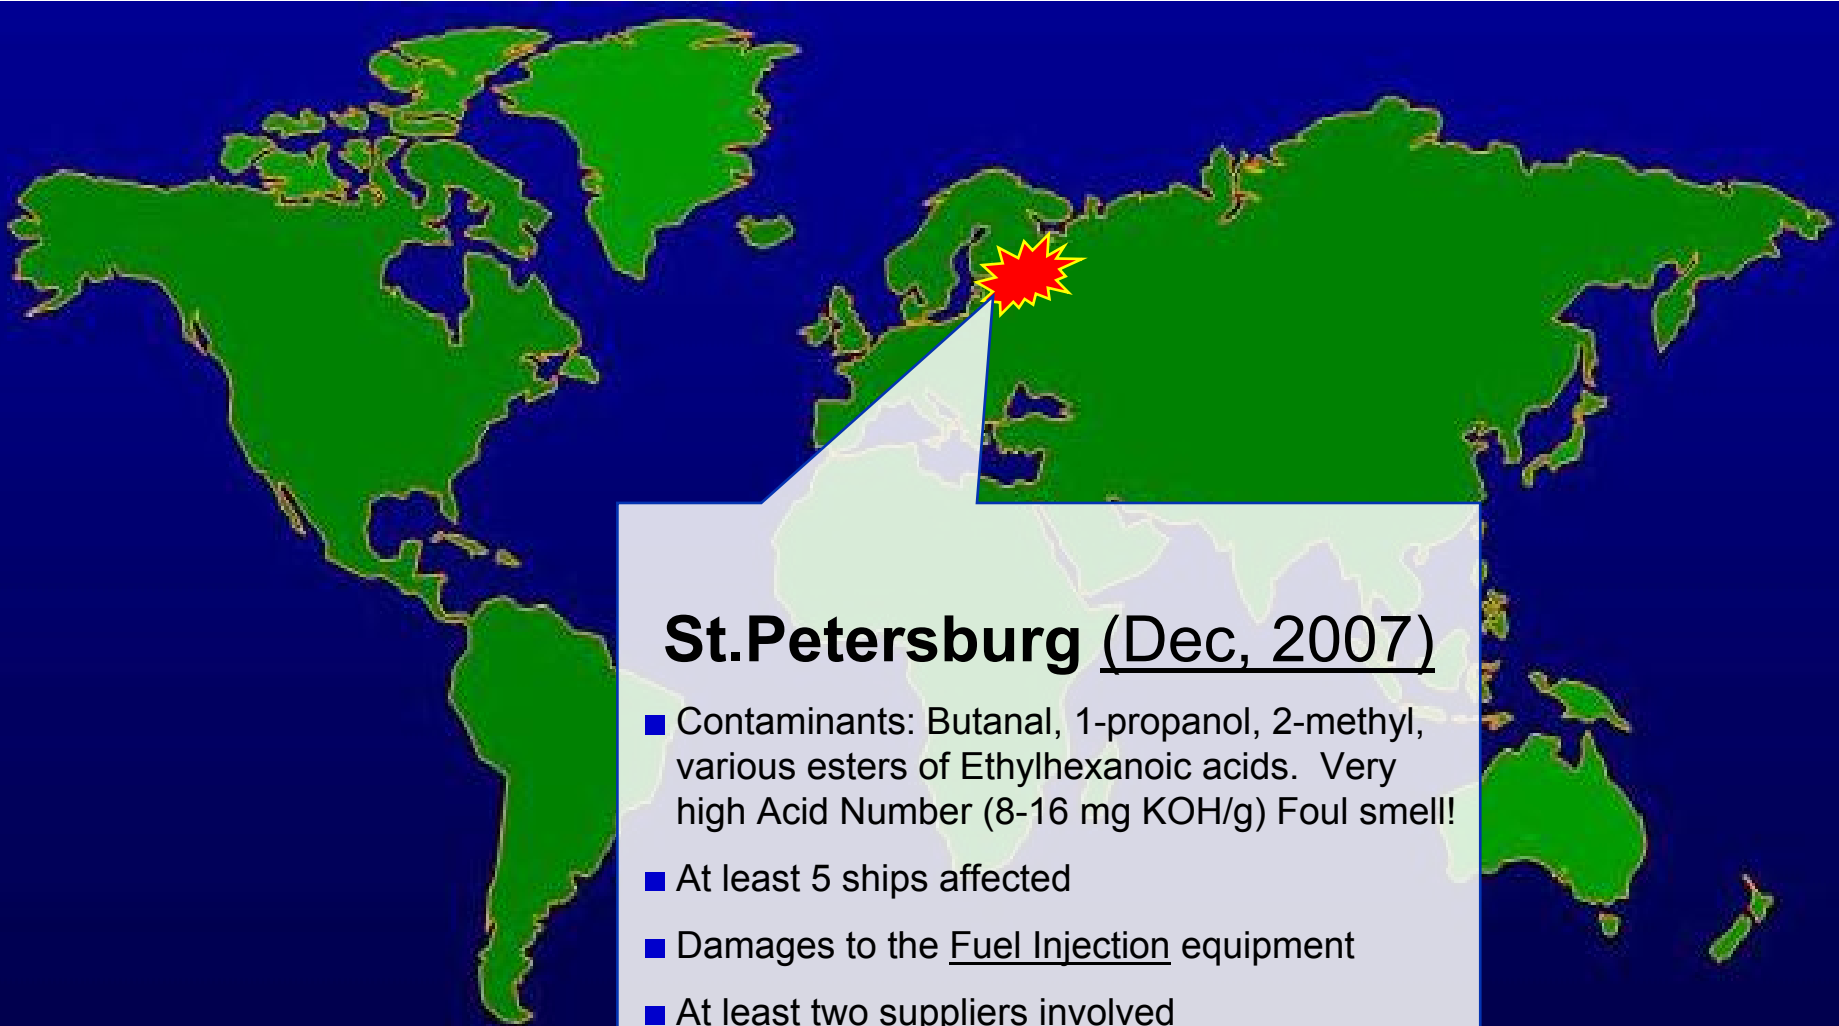 St.Petersburg (Dec, 2007)
Contaminants: Butanal, 1-propanol, 2-methyl,
various esters of Ethylhexanoic acids. Very
high Acid Number (8-16 mg KOH/g) Foul smell!
At least 5 ships affected
Damages to the Fuel Injection equipment
At least two suppliers involved